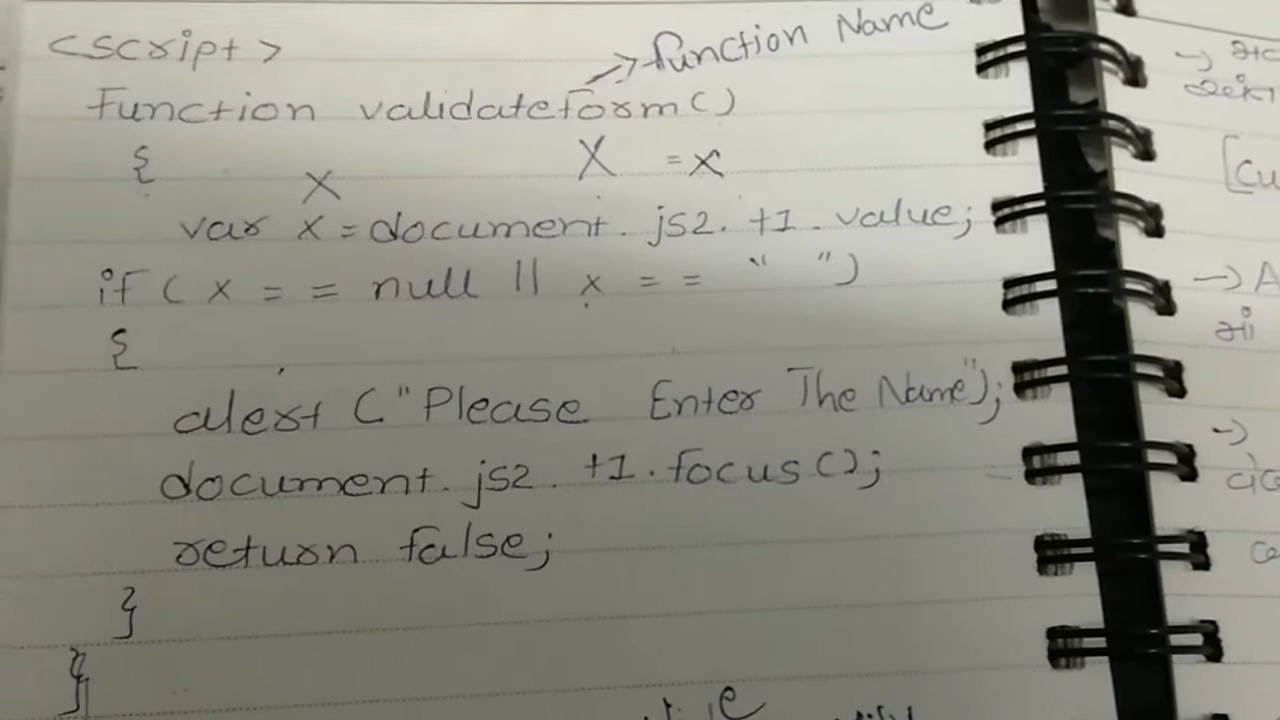 <script>
→ function Name
Function validateform()
{
X X = x
var x = document. js2. t1. value;
if ( x = = null || x = = " ")
{
alert ("Please Enter The Name");
document. js2. t1. focus();
return false;
}
}